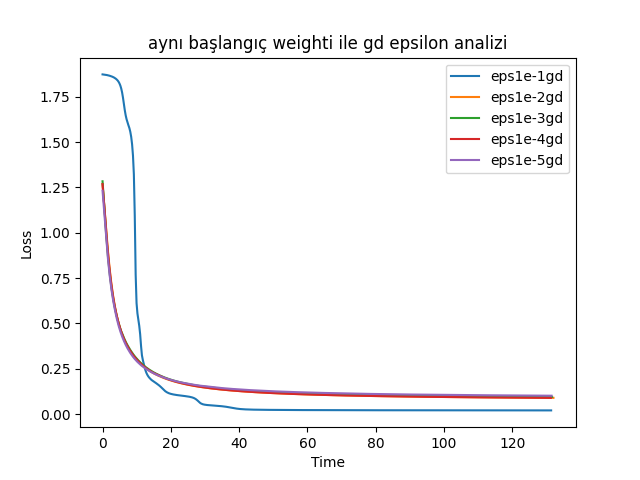 aynı başlangıç weighti ile gd epsilon analizi
Loss
1.75
1.50
1.25
1.00
0.75
0.50
0.25
0.00
eps1e-1gd
eps1e-2gd
eps1e-3gd
eps1e-4gd
eps1e-5gd
0 20 40 60 80 100 120
Time